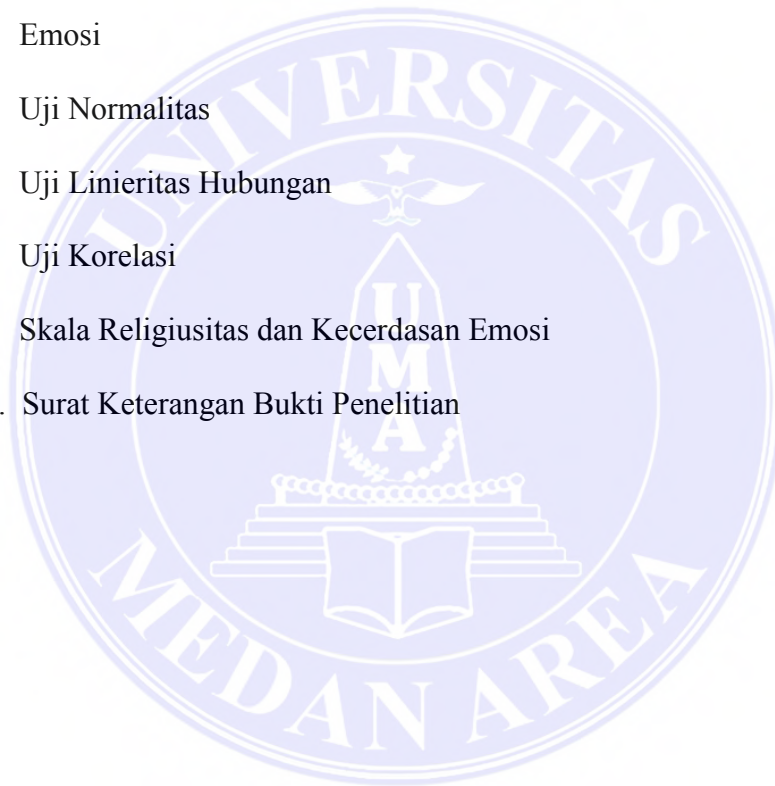 Emosi
Uji Normalitas
Uji Linieritas Hubungan
Uji Korelasi
Skala Religiusitas dan Kecerdasan Emosi
. Surat Keterangan Bukti Penelitian
UNIVERSITAS
UMA
MEDAN AREA